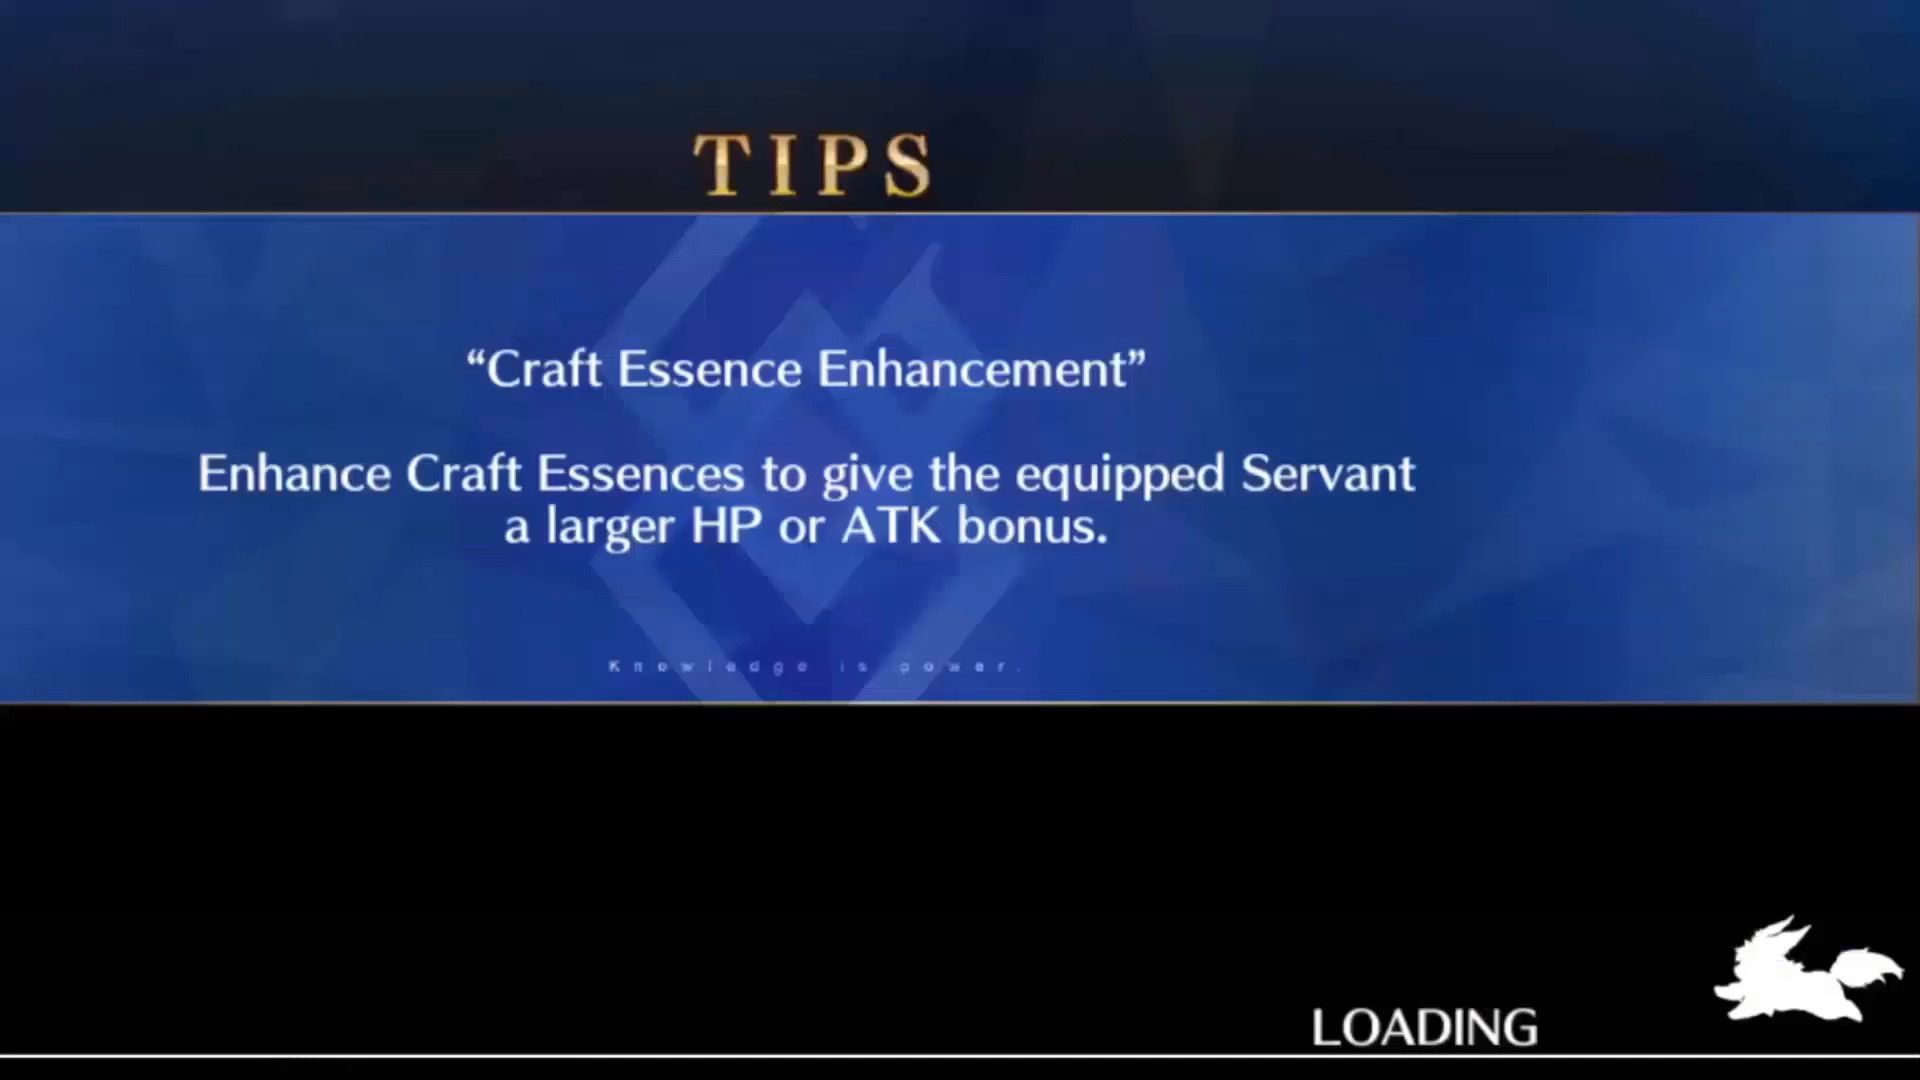 TIPS
“Craft Essence Enhancement”
Enhance Craft Essences to give the equipped Servant
a larger HP or ATK bonus.
Knowledge is power.
LOADING